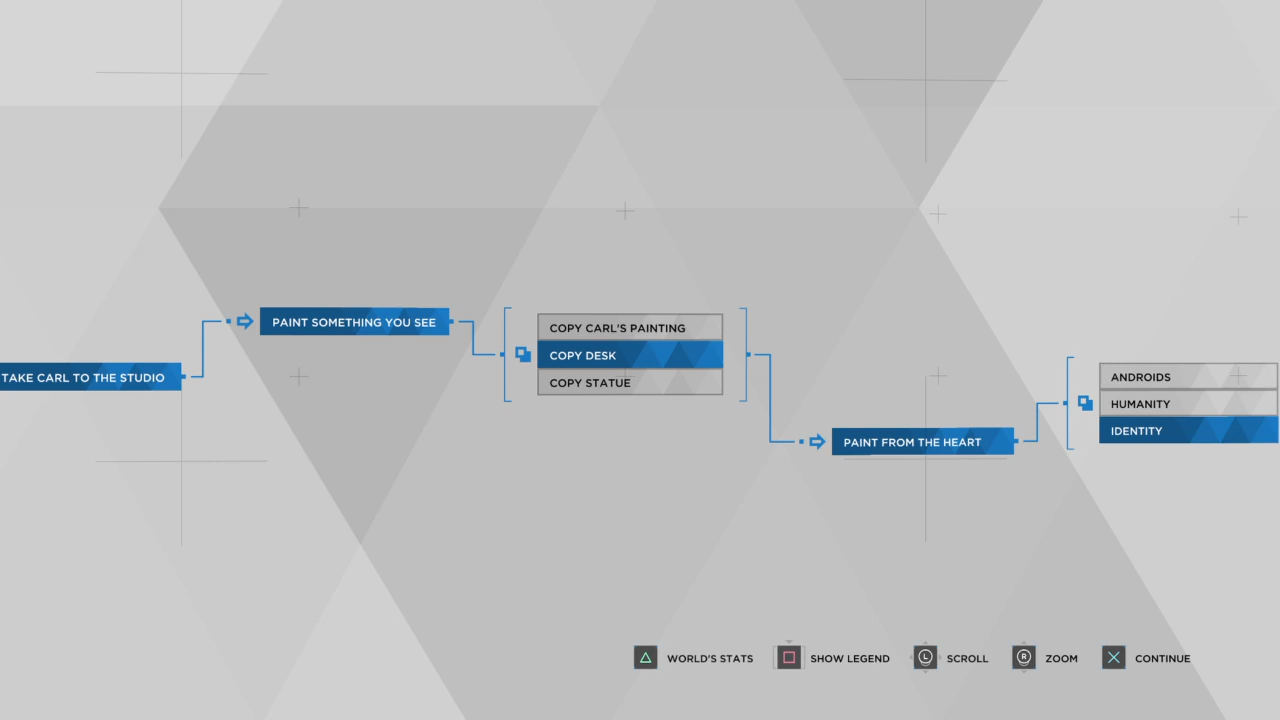 TAKE CARL TO THE STUDIO
PAINT SOMETHING YOU SEE
COPY CARL'S PAINTING
COPY DESK
COPY STATUE
PAINT FROM THE HEART
ANDROIDS
HUMANITY
IDENTITY
WORLD'S STATS
SHOW LEGEND
L SCROLL
R ZOOM
CONTINUE